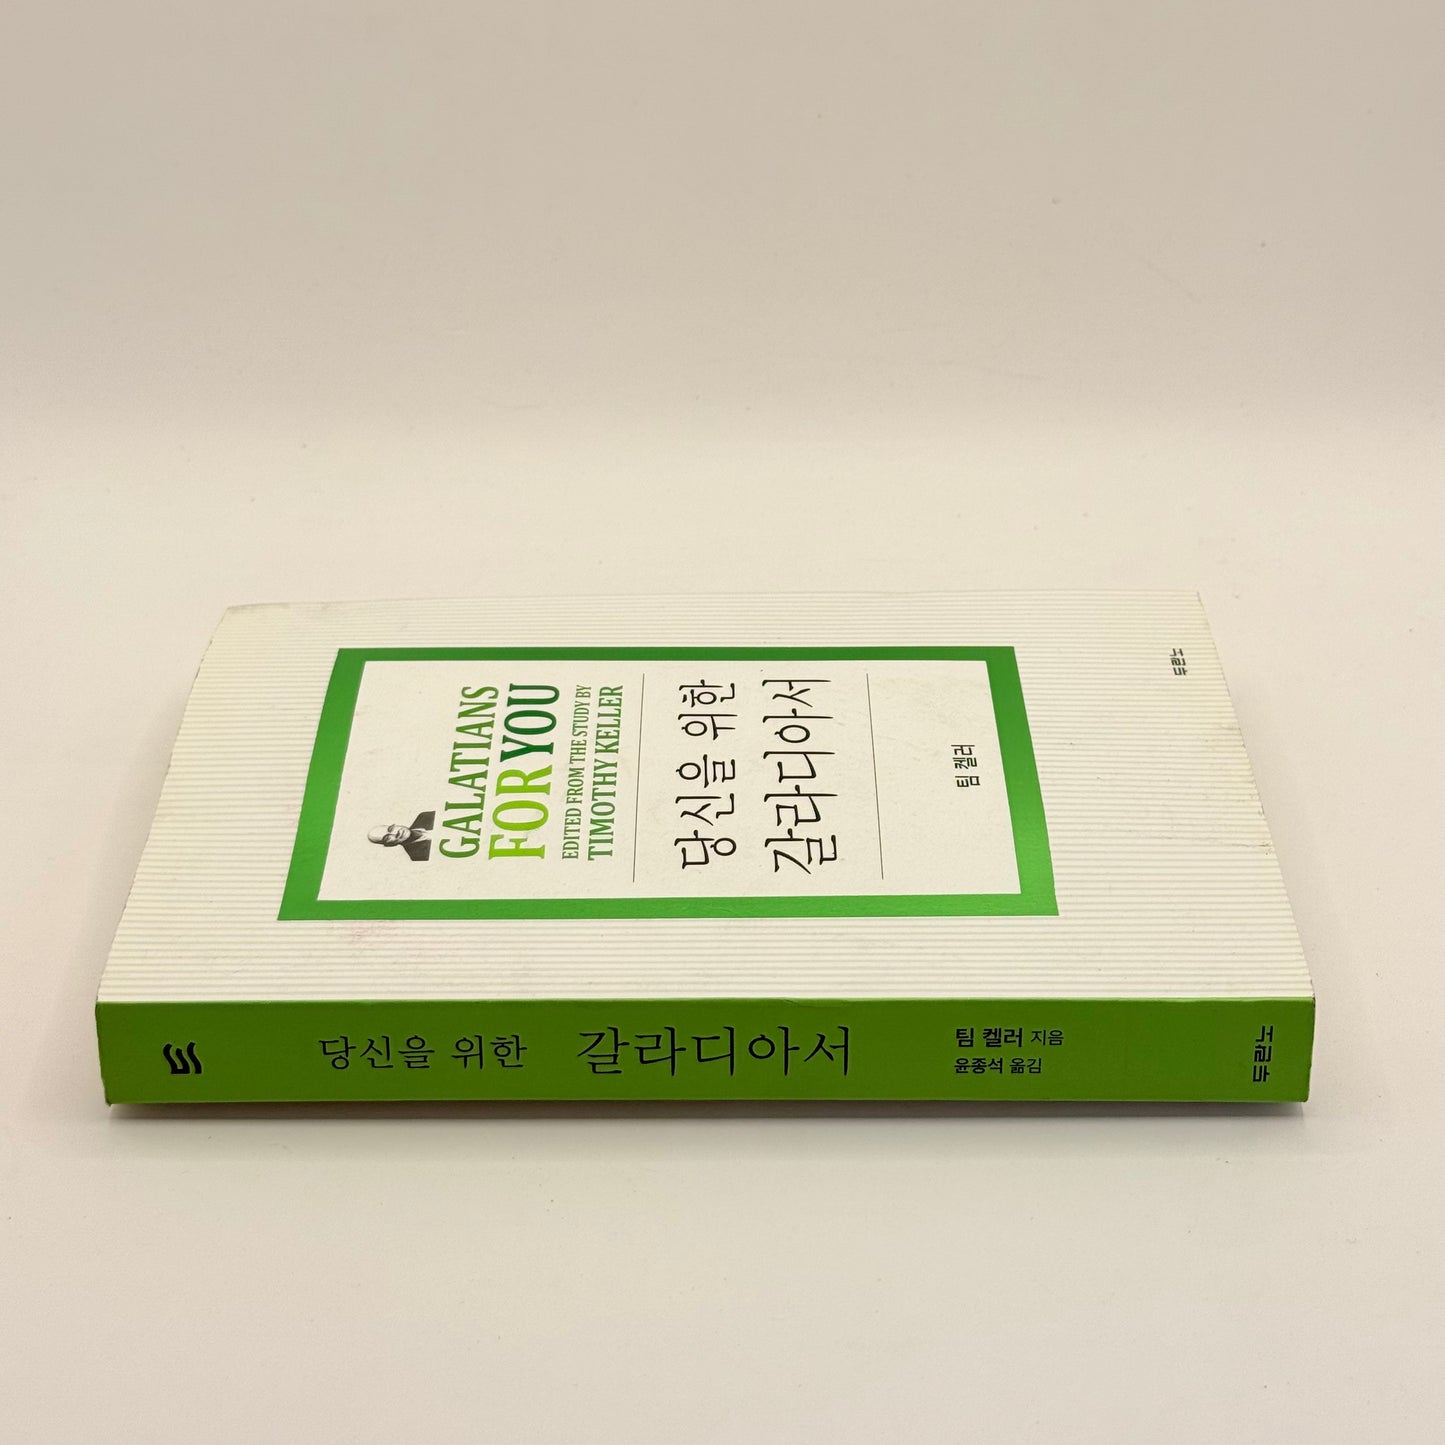 GALATIANS
FOR YOU
EDITED FROM THE STUDY BY
TIMOTHY KELLER
당신을 위한
갈라디아서
팀 켈러
두란노
당신을 위한 갈라디아서
팀 켈러 지음
윤종석 옮김
두란노